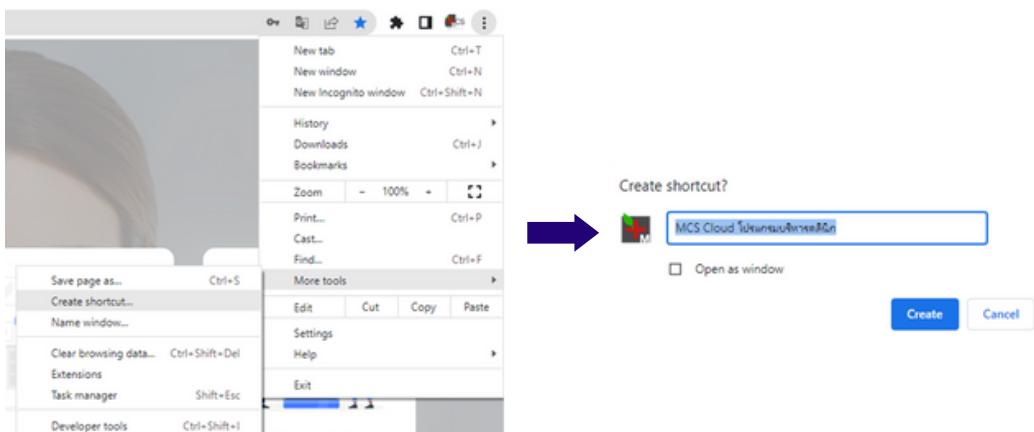 New tab Ctrl+T
New window Ctrl+N
New Incognito window Ctrl+Shift+N
History
Downloads Ctrl+J
Bookmarks
Zoom - 100% +
Print... Ctrl+P
Cast...
Find... Ctrl+F
More tools
Edit Cut Copy Paste
Settings
Help
Exit
Save page as... Ctrl+S
Create shortcut...
Name window...
Clear browsing data... Ctrl+Shift+Del
Extensions
Task manager Shift+Esc
Developer tools Ctrl+Shift+I
Create shortcut?
M
MCS Cloud โปรแกรมบริหารคลินิก
Open as window
Create Cancel